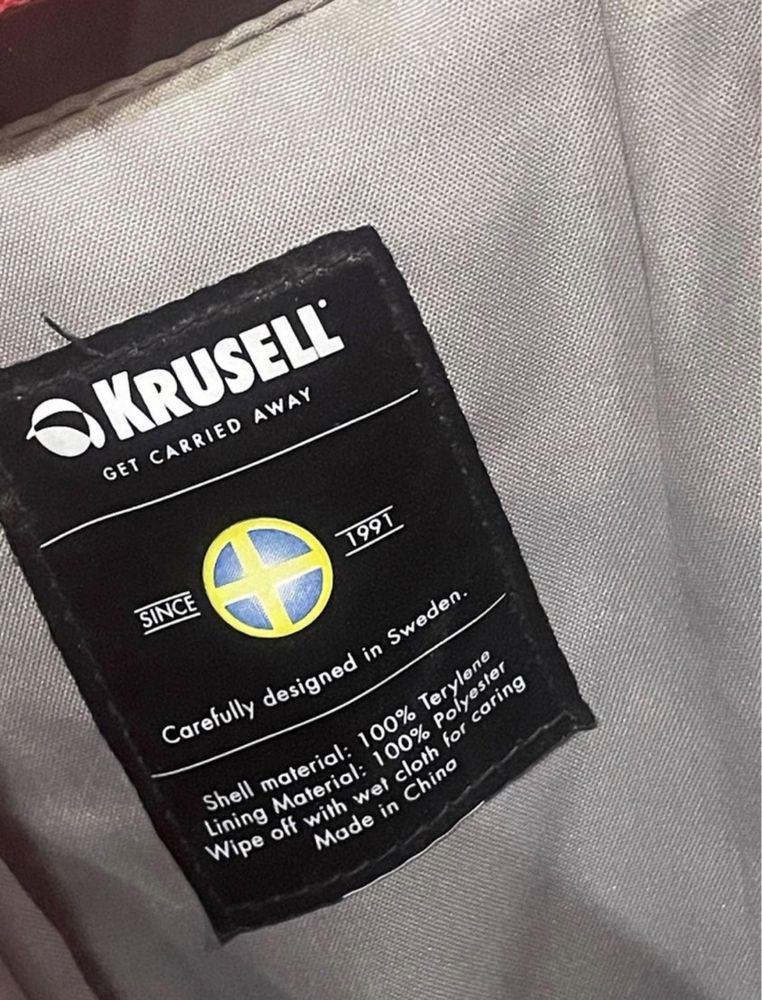 KRUSELL
GET CARRIED AWAY
SINCE 1991
Carefully designed in Sweden.
Shell material: 100% Terylene
Lining Material: 100% Polyester
Wipe off with wet cloth for caring
Made in China